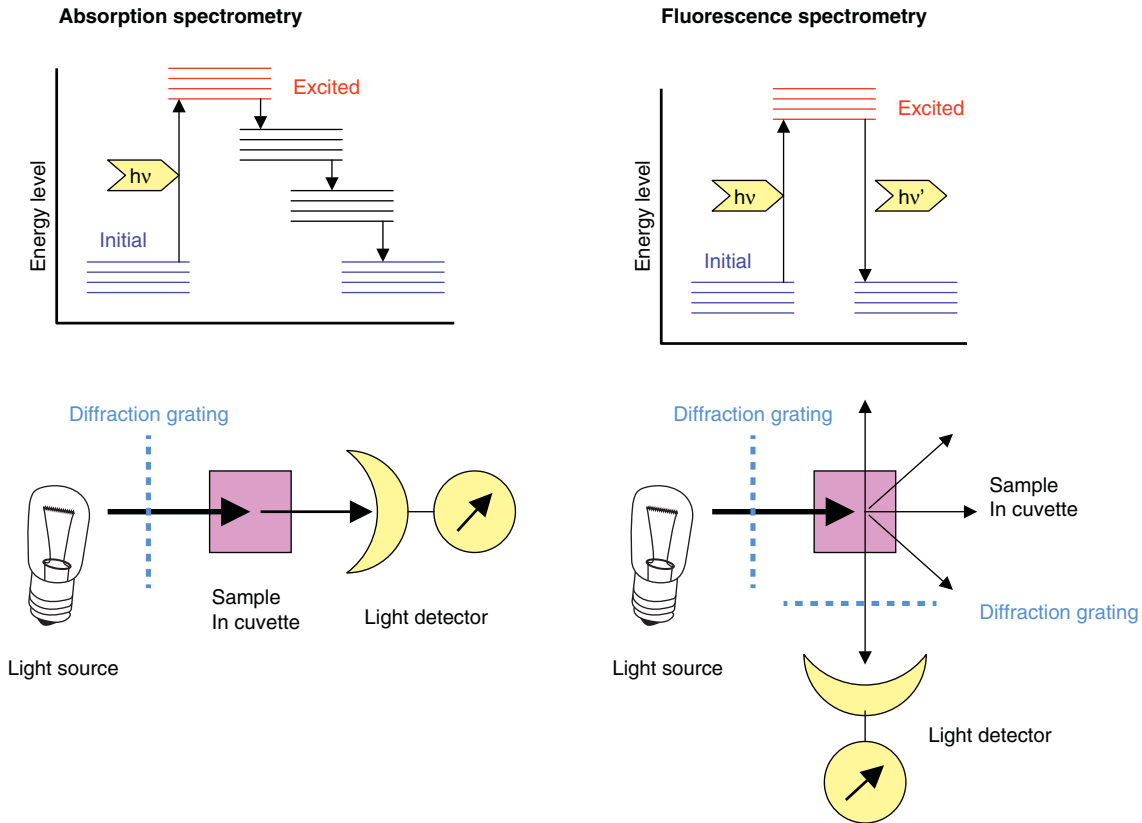 Absorption spectrometry
Excited
hν
Initial
Energy level
Diffraction grating
Sample
In cuvette
Light detector
Light source
Fluorescence spectrometry
Excited
hν
hν'
Initial
Energy level
Diffraction grating
Sample
In cuvette
Diffraction grating
Light source
Light detector